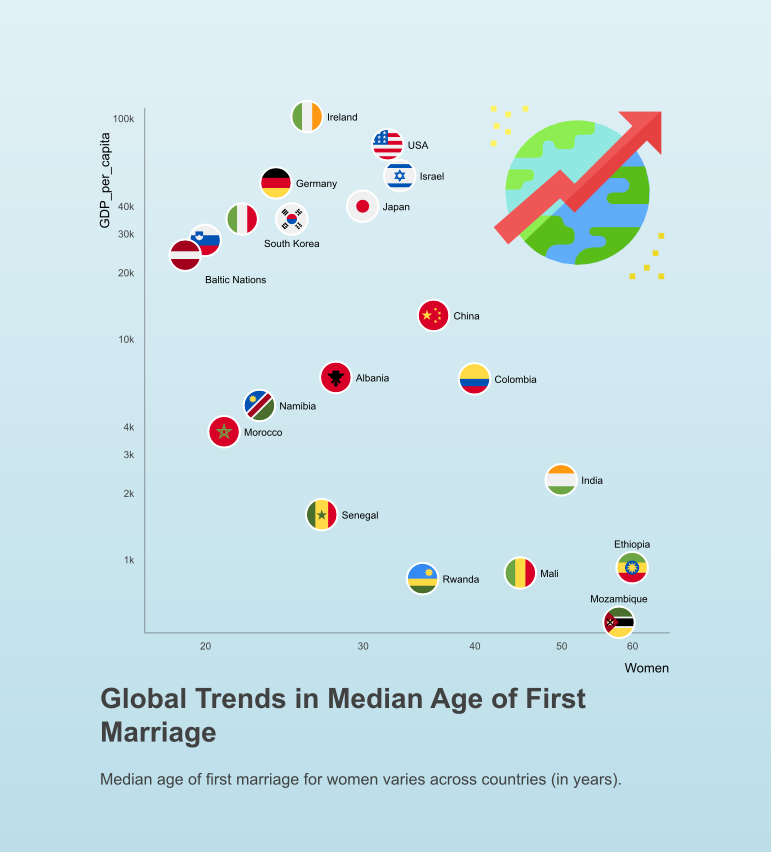 GDP_per_capita
100k
40k
30k
20k
10k
4k
3k
2k
1k
Ireland
USA
Israel
Germany
Japan
South Korea
Baltic Nations
China
Albania
Colombia
Namibia
Morocco
India
Senegal
Ethiopia
Rwanda
Mali
Mozambique
20
30
40
50
60
Women
Global Trends in Median Age of First
Marriage
Median age of first marriage for women varies across countries (in years).